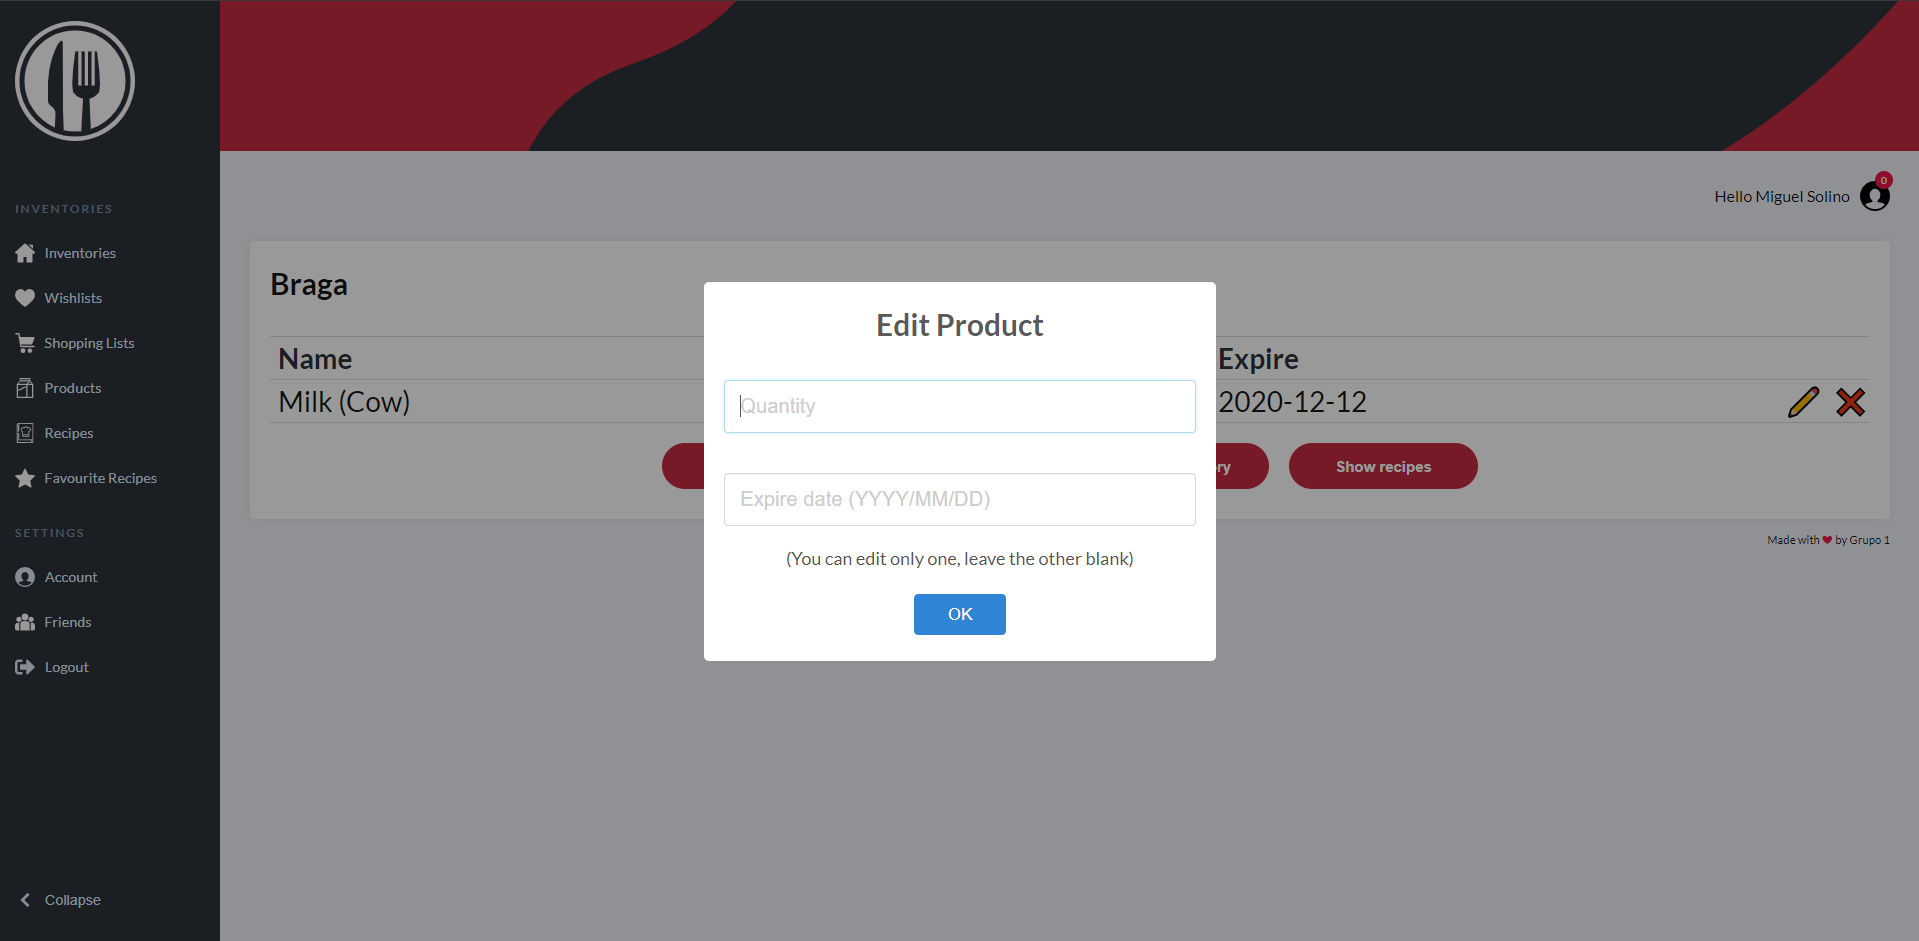 INVENTORIES
Inventories
Wishlists
Shopping Lists
Products
Recipes
Favourite Recipes
SETTINGS
Account
Friends
Logout
Collapse
Hello Miguel Solino
0
Braga
Name
Expire
Milk (Cow)
2020-12-12
ry
Show recipes
Made with ❤ by Grupo 1
Edit Product
Quantity
Expire date (YYYY/MM/DD)
(You can edit only one, leave the other blank)
OK